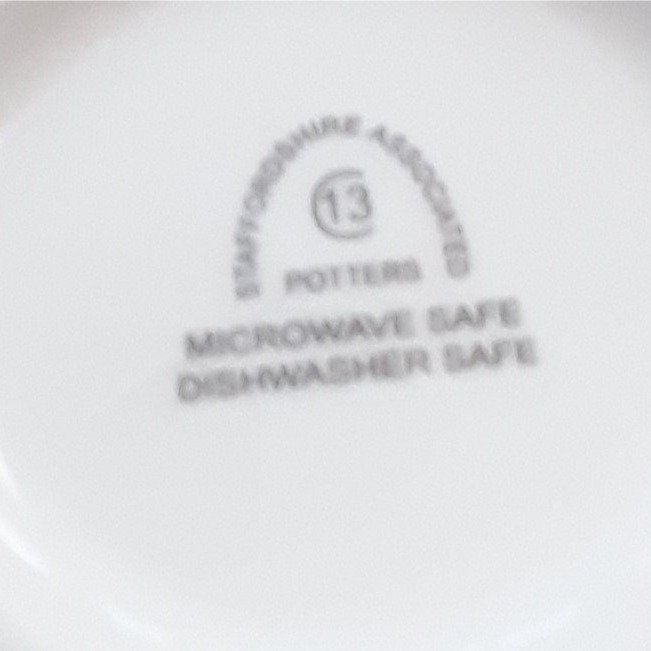 STAFFORDSHIRE ASSOCIATED
13
POTTERS
MICROWAVE SAFE
DISHWASHER SAFE